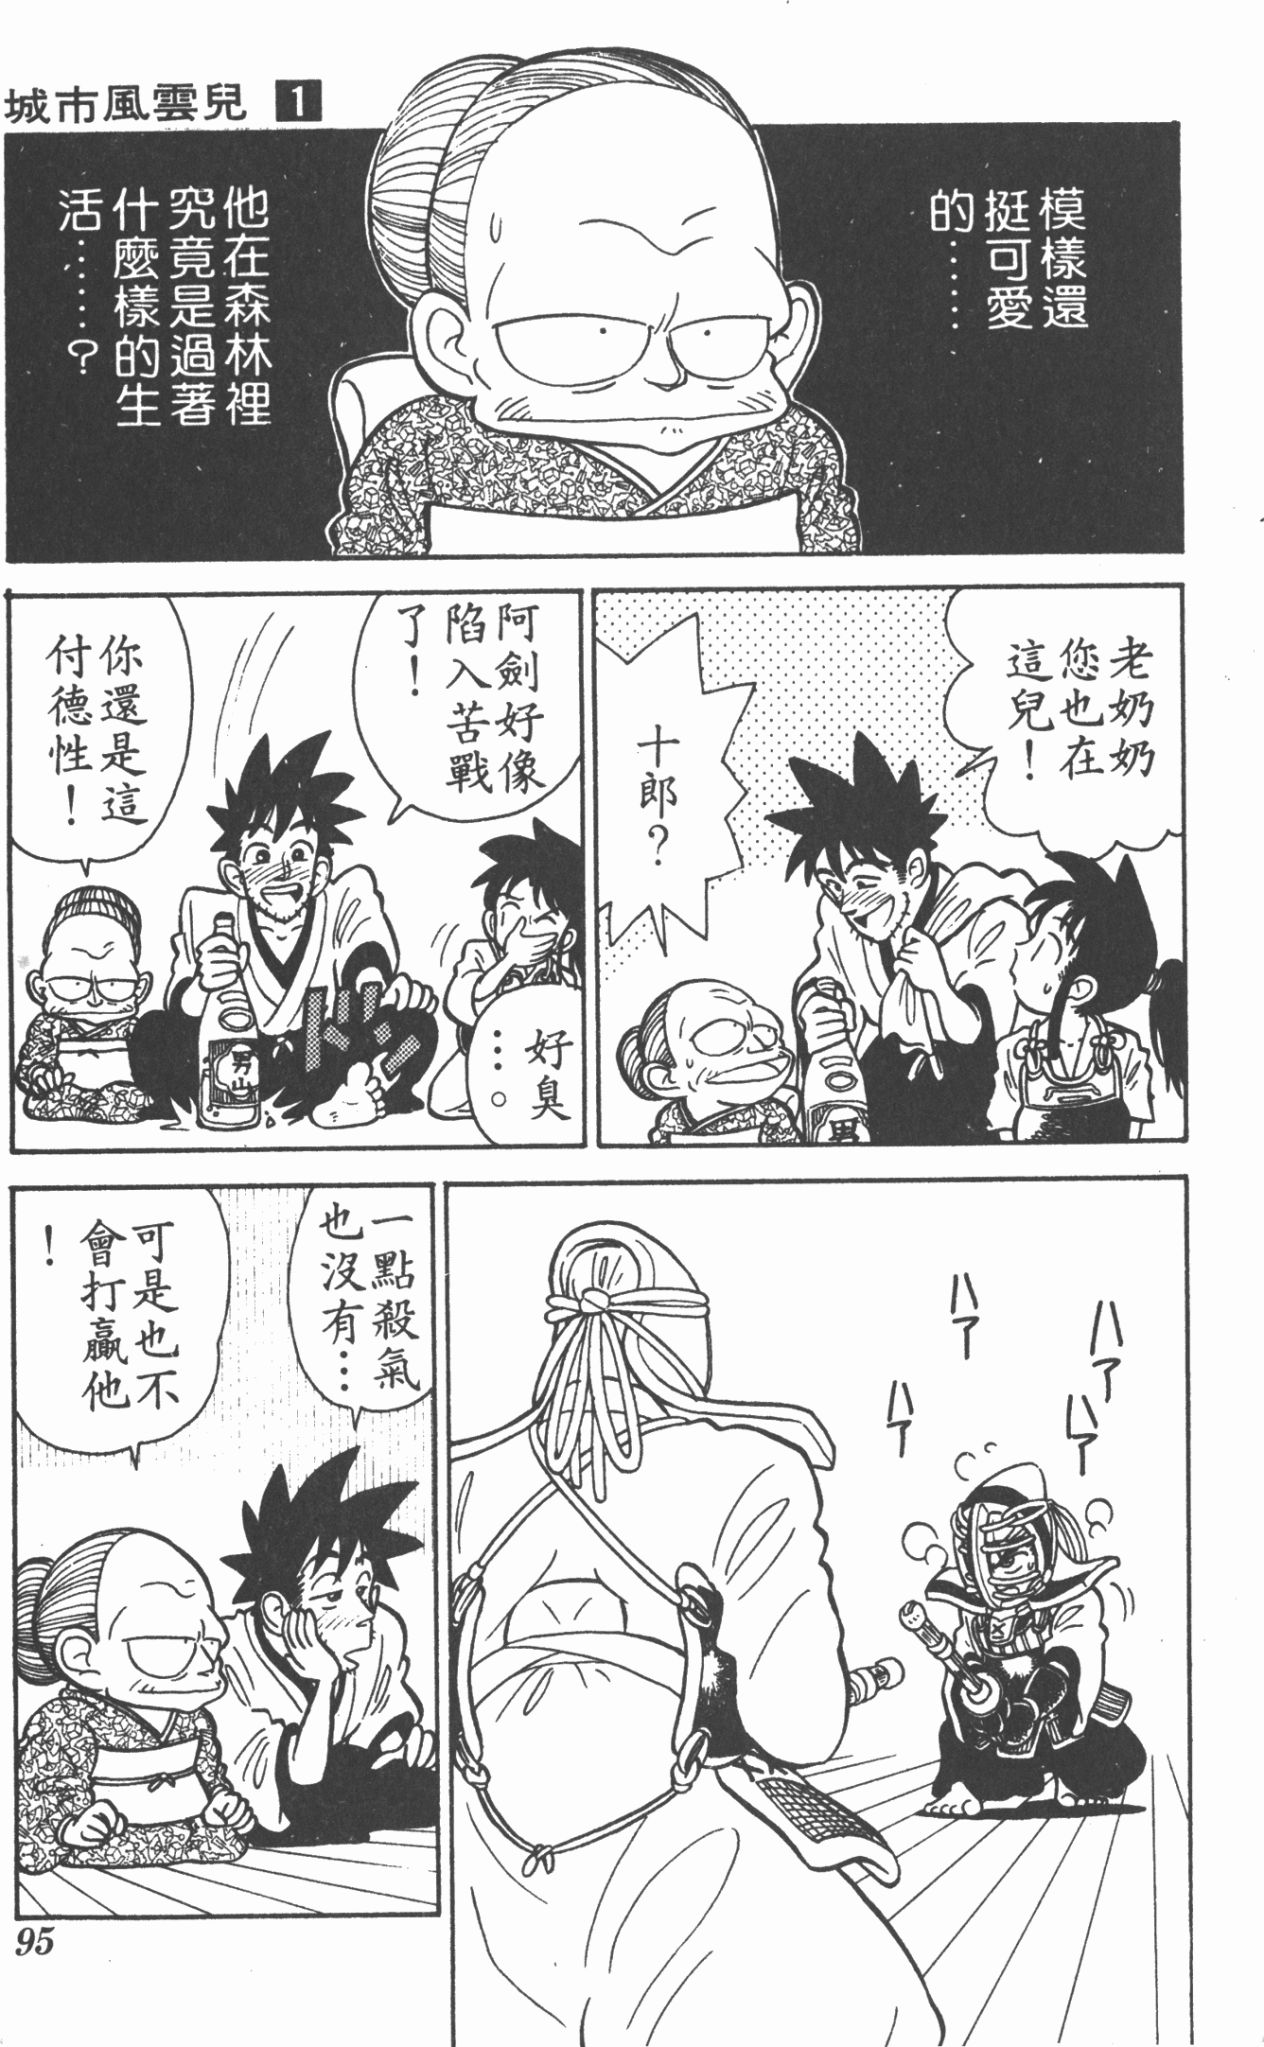 城市風雲兒 1
模樣還
挺可愛
的……
他在森林裡
究竟是過著
什麼樣的生
活……？
老奶奶
您也在
這兒！
十郎？
男
阿劍好像
陷入苦戰
了！
你還是這
付德性！
好臭
…。
男山
ハァ
ハァ
ハァ
ハァ
一點殺氣
也沒有…
可是也不
會打贏他
！
95